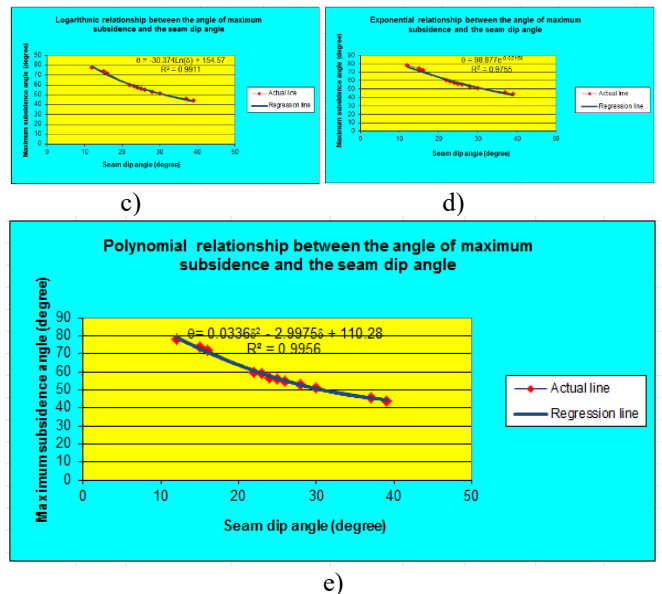 Logarithmic relationship between the angle of maximum
subsidence and the seam dip angle
Maximum subsidence angle (degree)
90
80
70
60
50
40
30
20
10
0
θ = -30.374Ln(δ) + 154.57
R² = 0.9911
0 10 20 30 40 50
Seam dip angle (degree)
Actual line
Regression line
c)
Exponential relationship between the angle of maximum
subsidence and the seam dip angle
Maximum subsidence angle (degree)
90
80
70
60
50
40
30
20
10
0
R² = 0.9755
0 10 20 30 40 50
Seam dip angle (degree)
Actual line
Regression line
d)
Polynomial relationship between the angle of maximum
subsidence and the seam dip angle
Maximum subsidence angle (degree)
90
80
70
60
50
40
30
20
10
0
θ= 0.0336δ² - 2.9975δ + 110.28
R² = 0.9956
0 10 20 30 40 50
Seam dip angle (degree)
Actual line
Regression line
e)